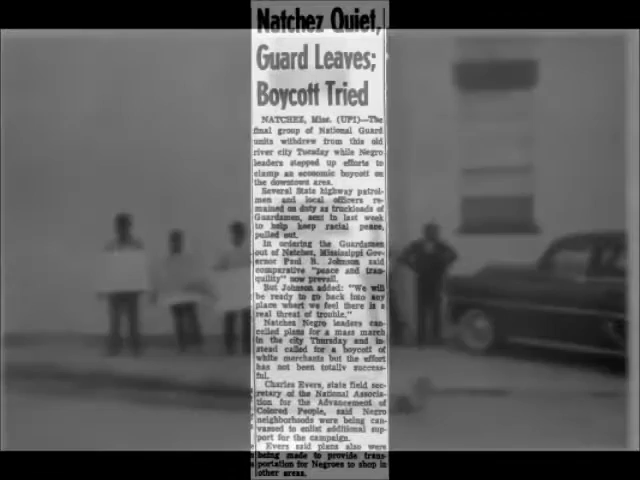 Natchez Quiet,
Guard Leaves;
Boycott Tried
NATCHEZ, Miss. (UPI)—The
final group of National Guard
units withdrew from this old
river city Tuesday while Negro
leaders stepped up efforts to
clamp an economic boycott on
the downtown area.
Several State highway patrol-
men and local officers re-
mained on duty as truckloads of
Guardsmen, sent in last week
to help keep racial peace,
pulled out.
In ordering the Guardsmen
out of Natchez, Mississippi Gov-
ernor Paul B. Johnson said
comparative "peace and tran-
quility" now prevail.
But Johnson added: "We will
be ready to go back into any
place where we feel there is a
real threat of trouble."
Natchez Negro leaders can-
celled plans for a mass march
in the city Thursday and in-
stead called for a boycott of
white merchants but the effort
has not been totally success-
ful.
Charles Evers, state field sec-
retary of the National Associa-
tion for the Advancement of
Colored People, said Negro
neighborhoods were being can-
vassed to enlist additional sup-
port for the campaign.
Evers said plans also were
being made to provide trans-
portation for Negroes to shop in
other areas.